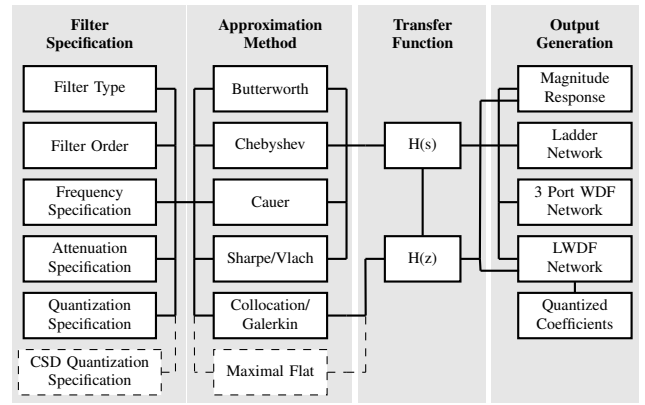 Filter
Specification
Approximation
Method
Transfer
Function
Output
Generation
Filter Type
Filter Order
Frequency
Specification
Attenuation
Specification
Quantization
Specification
CSD Quantization
Specification
Butterworth
Chebyshev
Cauer
Sharpe/Vlach
Collocation/
Galerkin
Maximal Flat
H(s)
H(z)
Magnitude
Response
Ladder
Network
3 Port WDF
Network
LWDF
Network
Quantized
Coefficients